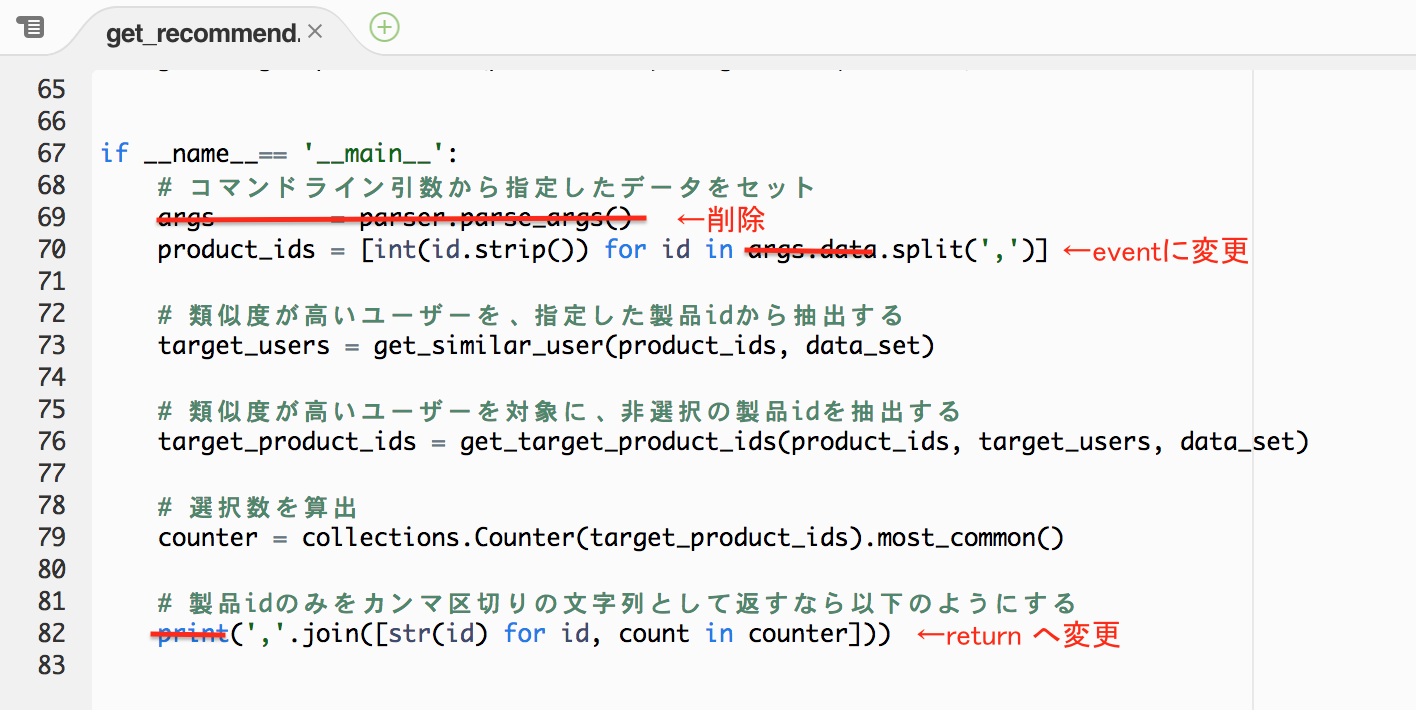 get_recommend.
65
66
67 if __name__== '__main__':
68 # コマンドライン引数から指定したデータをセット
69 args = parser.parse_args() ←削除
70 product_ids = [int(id.strip()) for id in args.data.split(',')] ←eventに変更
71
72 # 類似度が高いユーザーを、指定した製品idから抽出する
73 target_users = get_similar_user(product_ids, data_set)
74
75 # 類似度が高いユーザーを対象に、非選択の製品idを抽出する
76 target_product_ids = get_target_product_ids(product_ids, target_users, data_set)
77
78 # 選択数を算出
79 counter = collections.Counter(target_product_ids).most_common()
80
81 # 製品idのみをカンマ区切りの文字列として返すなら以下のようにする
82 print(','.join([str(id) for id, count in counter])) ←return へ変更
83